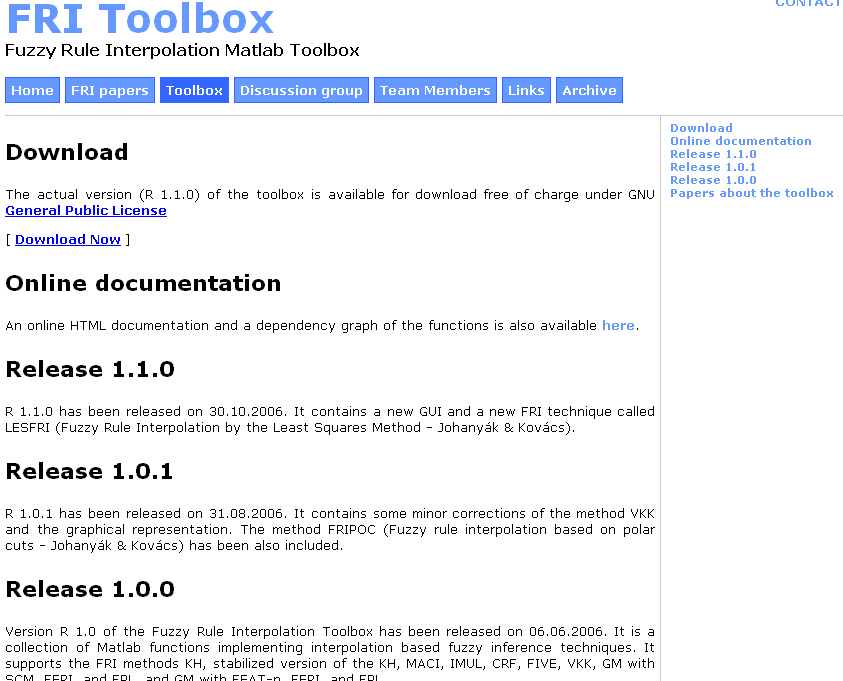 CONTACT
FRI Toolbox
Fuzzy Rule Interpolation Matlab Toolbox
Home FRI papers Toolbox Discussion group Team Members Links Archive
Download
The actual version (R 1.1.0) of the toolbox is available for download free of charge under GNU
General Public License
[ Download Now ]
Online documentation
An online HTML documentation and a dependency graph of the functions is also available here.
Release 1.1.0
R 1.1.0 has been released on 30.10.2006. It contains a new GUI and a new FRI technique called
LESFRI (Fuzzy Rule Interpolation by the Least Squares Method - Johanyák & Kovács).
Release 1.0.1
R 1.0.1 has been released on 31.08.2006. It contains some minor corrections of the method VKK
and the graphical representation. The method FRIPOC (Fuzzy rule interpolation based on polar
cuts - Johanyák & Kovács) has been also included.
Release 1.0.0
Version R 1.0 of the Fuzzy Rule Interpolation Toolbox has been released on 06.06.2006. It is a
collection of Matlab functions implementing interpolation based fuzzy inference techniques. It
supports the FRI methods KH, stabilized version of the KH, MACI, IMUL, CRF, FIVE, VKK, GM with
SCM, FERI, and FPL, and GM with FEAT-p, FERI, and FPL.
Download
Online documentation
Release 1.1.0
Release 1.0.1
Release 1.0.0
Papers about the toolbox